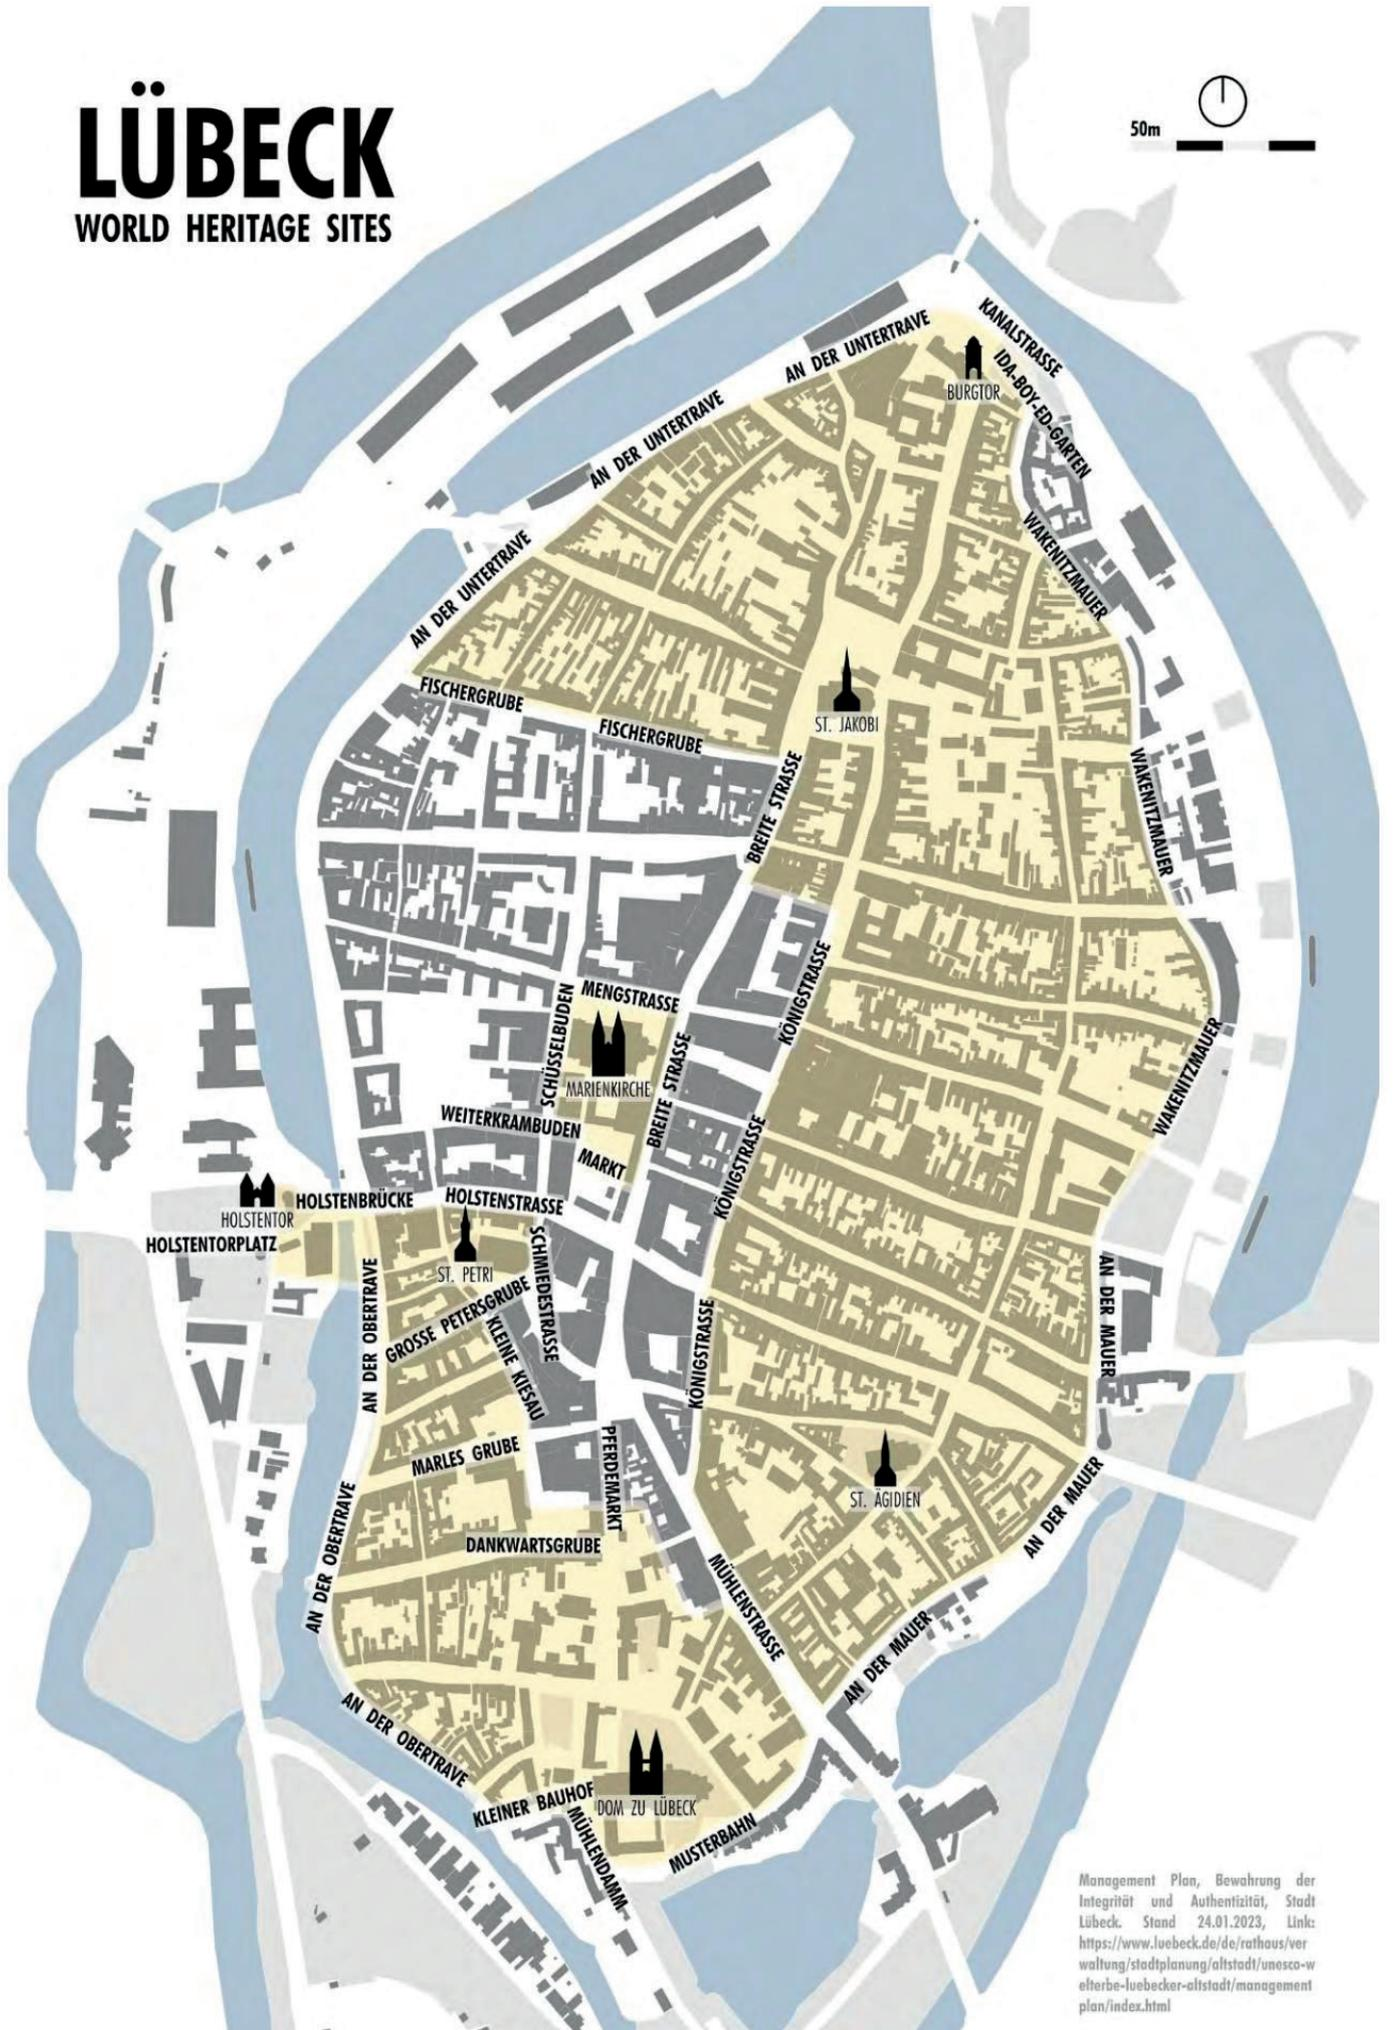 LÜBECK
WORLD HERITAGE SITES
50m
KANALSTRASSE
AN DER UNTERTRAVE
IDA-BOY-ED-GARTEN
BURGTOR
AN DER UNTERTRAVE
WAKENITZMAUER
AN DER UNTERTRAVE
FISCHERGRUBE
FISCHERGRUBE
ST. JAKOBI
BREITE STRASSE
WAKENITZMAUER
KÖNIGSTRASSE
MENGSTRASSE
SCHÜSSELBUDEN
MARIENKIRCHE
BREITE STRASSE
WAKENITZMAUER
WEITERKRAMBUDEN
MARKT
KÖNIGSTRASSE
HOLSTENBRÜCKE
HOLSTENSTRASSE
HOLSTENTOR
HOLSTENTORPLATZ
ST. PETRI
SCHMIEDESTRASSE
AN DER OBERTRAVE
GROSSE PETERSGRUBE
KLEINE KIESAU
KÖNIGSTRASSE
AN DER MAUER
MARLES GRUBE
PFERDEMARKT
ST. ÄGIDIEN
AN DER MAUER
AN DER OBERTRAVE
DANKWARTSGRUBE
MÜHLENSTRASSE
AN DER MAUER
AN DER OBERTRAVE
KLEINER BAUHOF
DOM ZU LÜBECK
MÜHLENDAMM
MUSTERBAHN
Management Plan, Bewahrung der
Integrität und Authentizität, Stadt
Lübeck. Stand 24.01.2023, Link:
https://www.luebeck.de/de/rathaus/ver
waltung/stadtplanung/altstadt/unesco-w
elterbe-luebecker-altstadt/management
plan/index.html